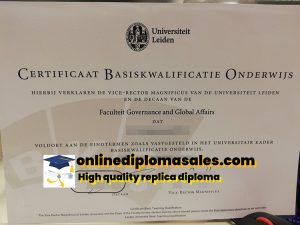 Universiteit
Leiden
CERTIFICAAT BASISKWALIFICATIE ONDERWIJS
HIERBIJ VERKLAREN DE VICE-RECTOR MAGNIFICUS VAN DE UNIVERSITEIT LEIDEN
EN DE DECAAN VAN DE
Faculteit Governance and Global Affairs
DAT
VOLDOET AAN DE EINDTERMEN ZOALS VASTGESTELD IN HET UNIVERSITAIR KADER
BASISKWALIFICATIE ONDERWIJS.
onlinediplomasales.com
High quality replica diploma
DECAAN
VICE-RECTOR MAGNIFICUS